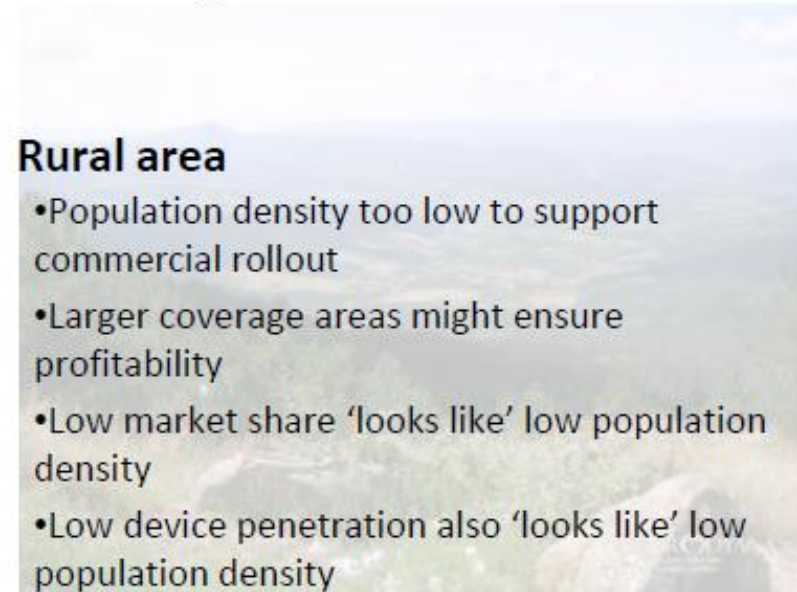 Rural area
•Population density too low to support
commercial rollout
•Larger coverage areas might ensure
profitability
•Low market share ‘looks like’ low population
density
•Low device penetration also ‘looks like’ low
population density